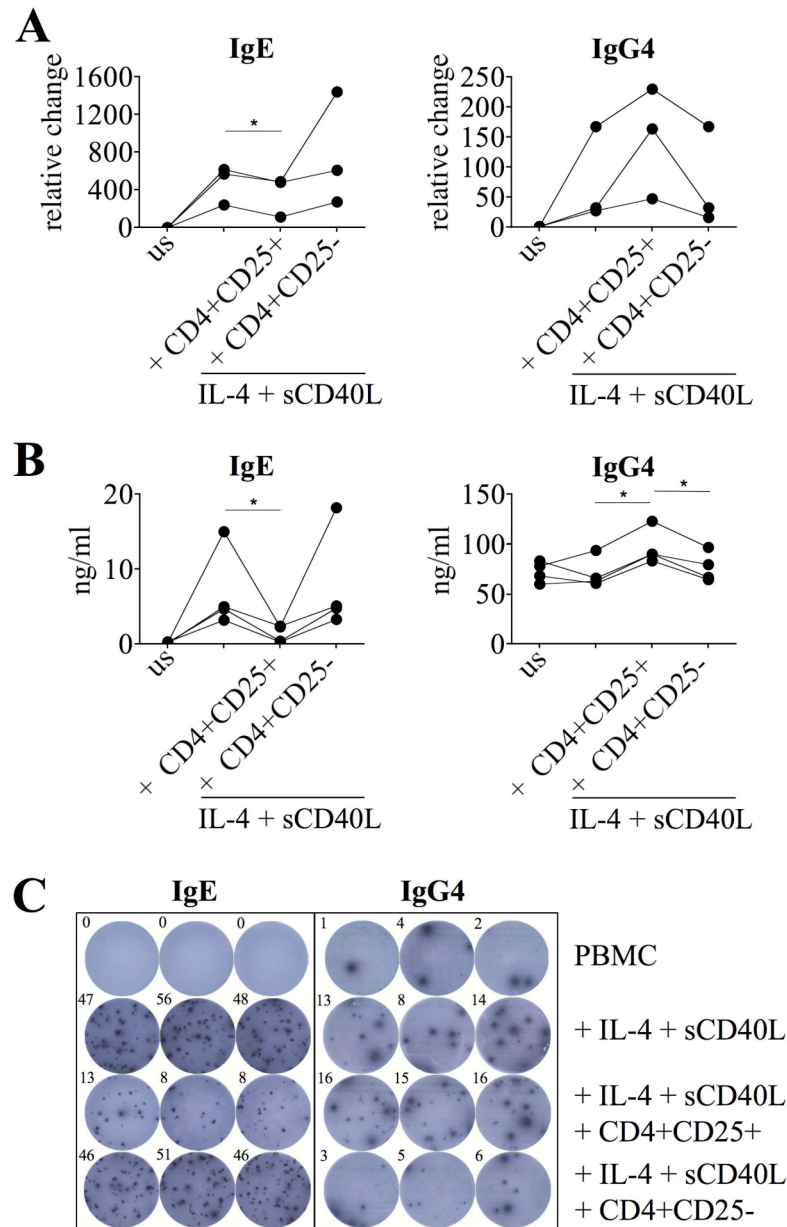 A
IgE
IgG4
relative change
1600
1200
800
400
0
*
us
+ CD4+CD25+
+ CD4+CD25-
IL-4 + sCD40L
relative change
250
200
150
100
50
0
us
+ CD4+CD25+
+ CD4+CD25-
IL-4 + sCD40L
B
IgE
IgG4
ng/ml
20
10
0
*
us
+ CD4+CD25+
+ CD4+CD25-
IL-4 + sCD40L
ng/ml
150
100
50
0
* *
us
+ CD4+CD25+
+ CD4+CD25-
IL-4 + sCD40L
C
IgE IgG4
0 0 0 1 4 2 PBMC
47 56 48 13 8 14 + IL-4 + sCD40L
13 8 8 16 15 16 + IL-4 + sCD40L
+ CD4+CD25+
46 51 46 3 5 6 + IL-4 + sCD40L
+ CD4+CD25-